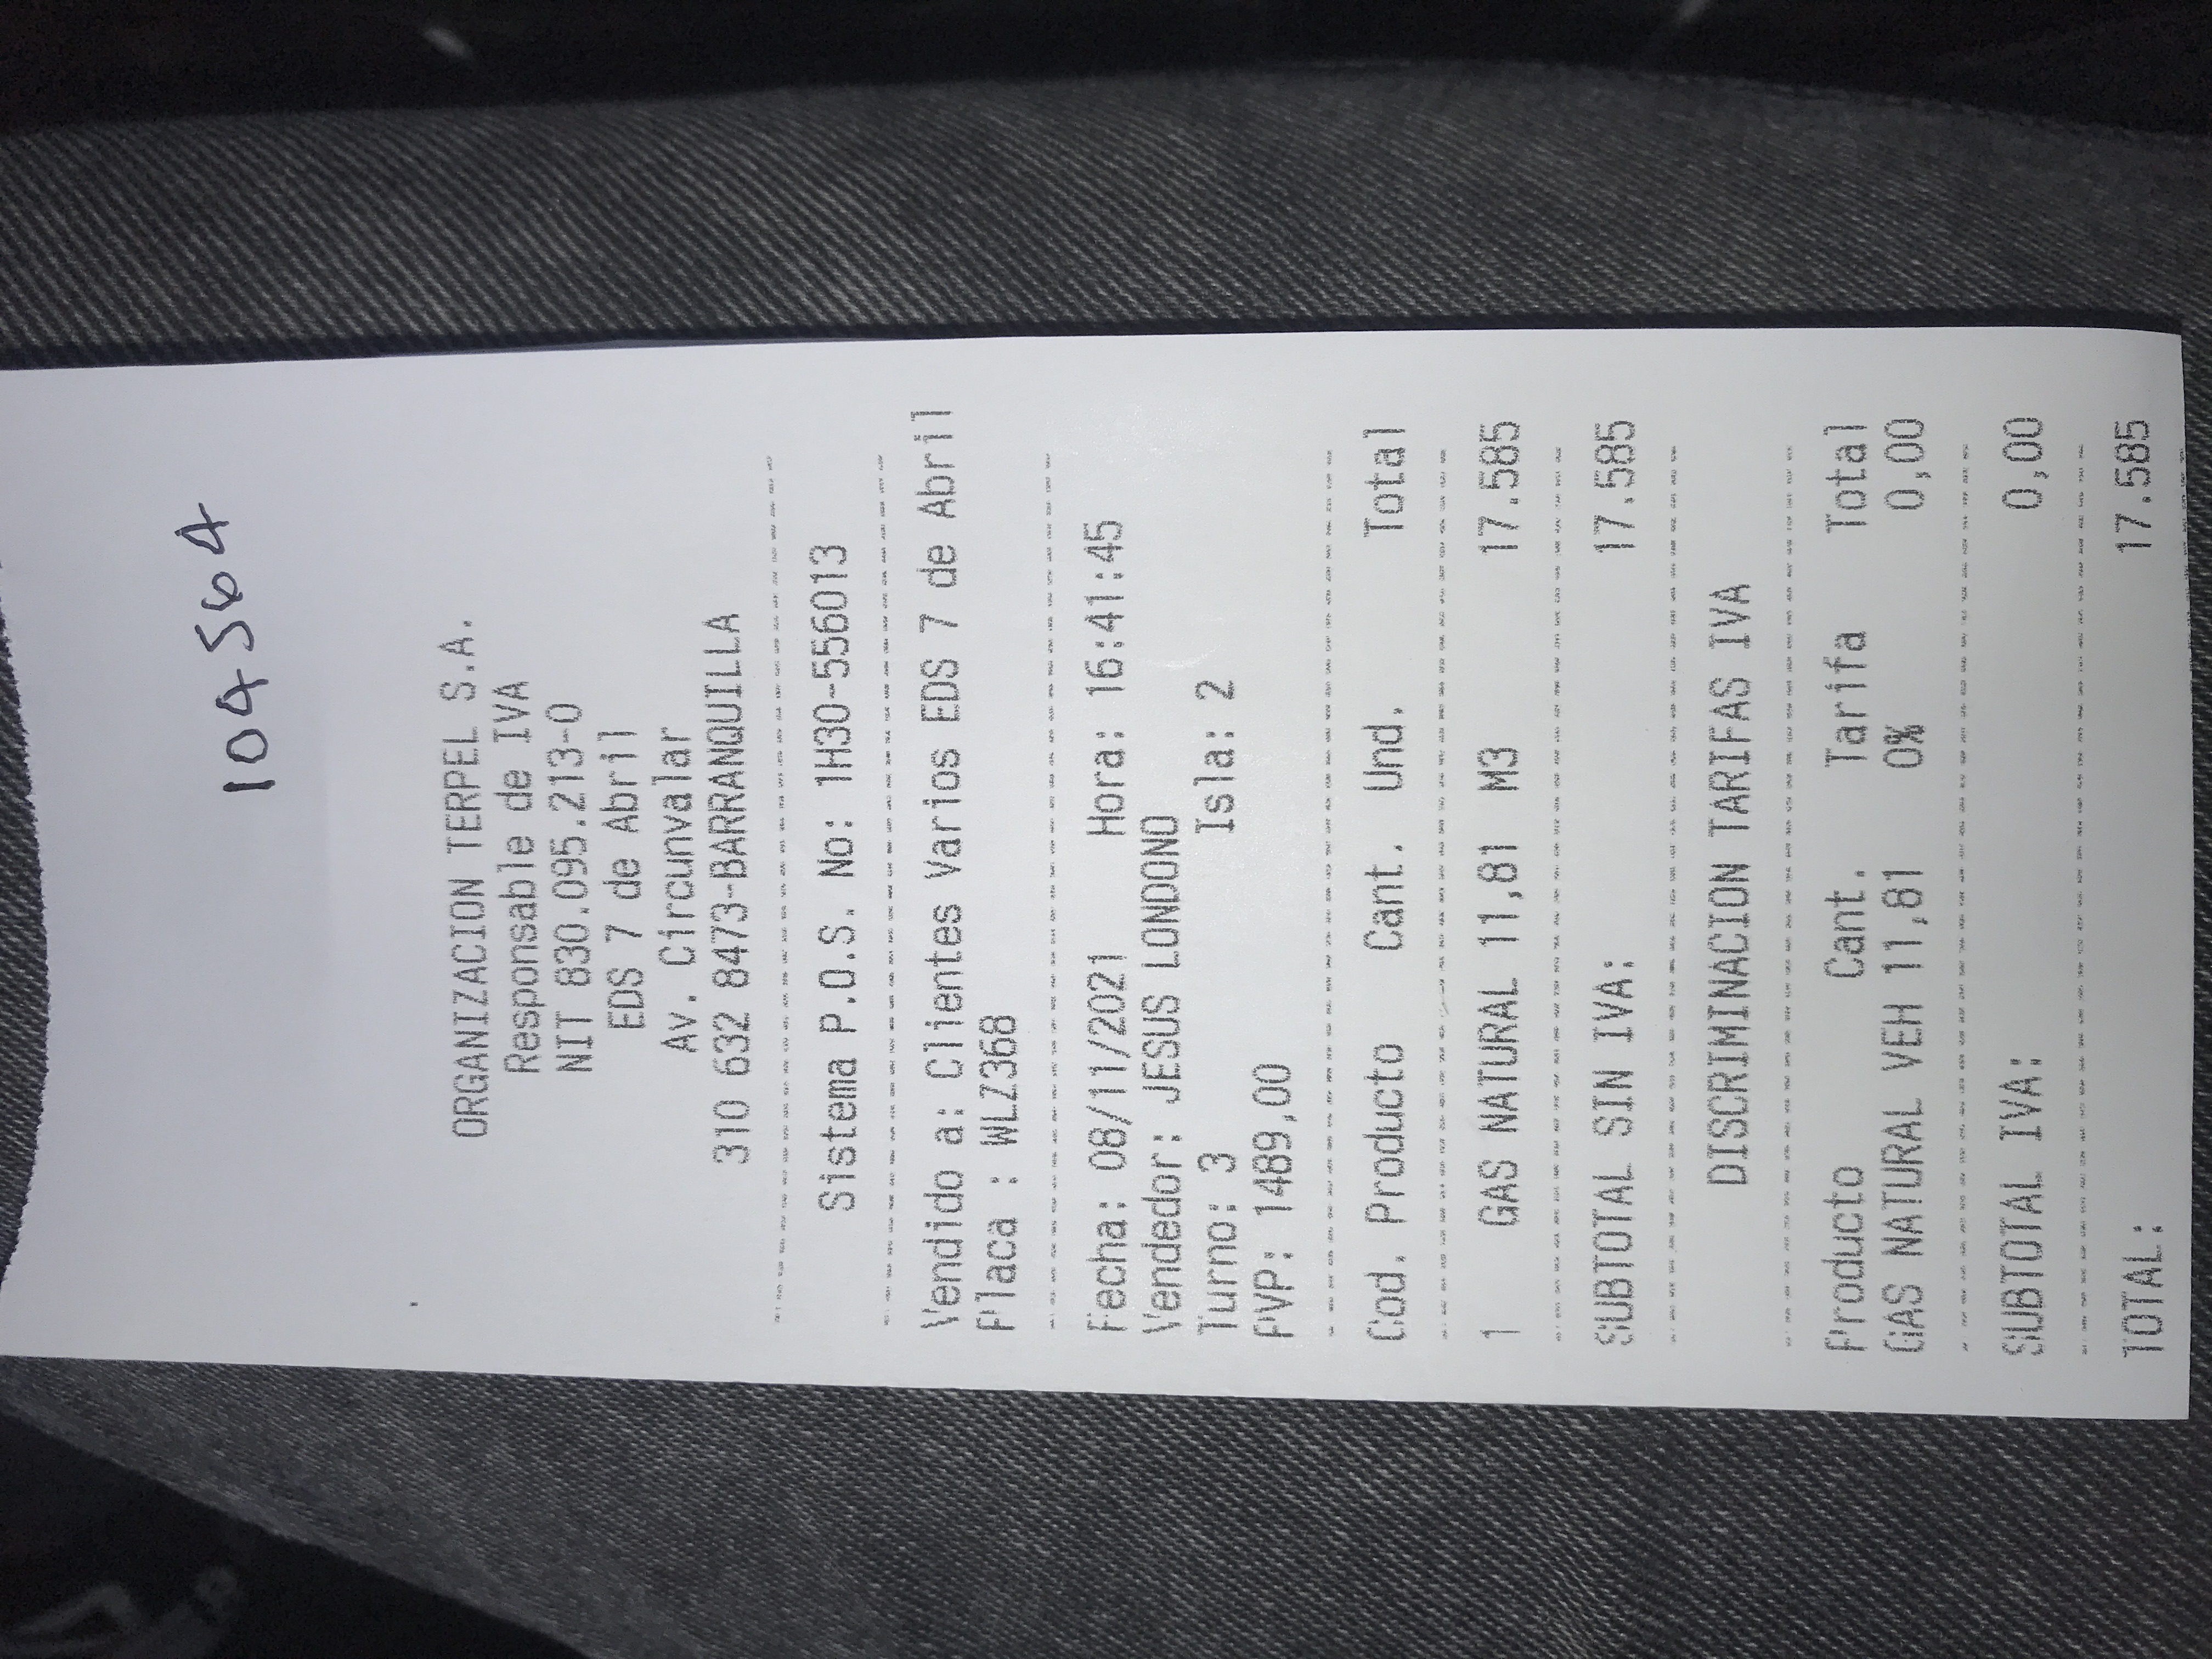 104564
ORGANIZACION TERPEL S.A.
Responsable de IVA
NIT 830.095.213-0
EDS 7 de Abril
Av. Circunvalar
310 632 8473-BARRANQUILLA
Sistema P.O.S. No: 1H30-556013
Vendido a: Clientes Varios EDS 7 de Abril
Placa : WLZ368
Fecha: 08/11/2021 Hora: 16:41:45
Vendedor: JESUS LONDONO
Turno: 3 Isla: 2
PVP: 1489,00
Cod. Producto Cant. Und. Total
1 GAS NATURAL 11,81 M3 17.585
SUBTOTAL SIN IVA: 17.585
DISCRIMINACION TARIFAS IVA
Producto Cant. Tarifa Total
GAS NATURAL VEH 11,81 0% 0,00
SUBTOTAL IVA: 0,00
TOTAL: 17.585